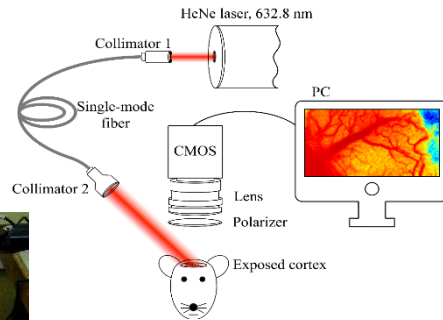 HeNe laser, 632.8 nm
Collimator 1
PC
Single-mode
fiber
CMOS
Collimator 2
Lens
Polarizer
Exposed cortex